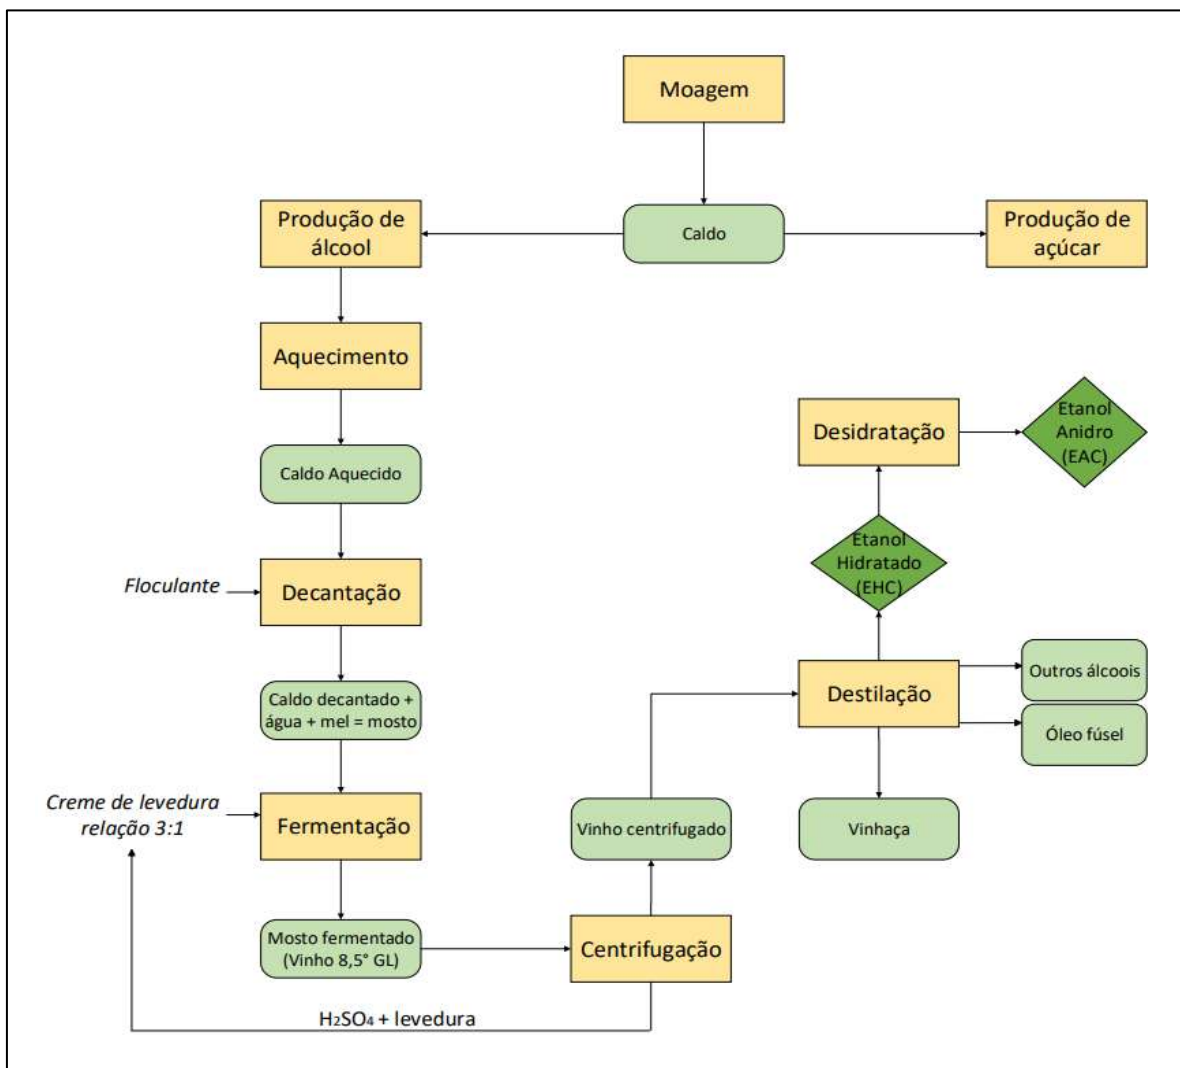 Moagem
Produção de
álcool
Caldo
Produção de
açúcar
Aquecimento
Caldo Aquecido
Floculante
Decantação
Caldo decantado +
água + mel = mosto
Creme de levedura
relação 3:1
Fermentação
Mosto fermentado
(Vinho 8,5° GL)
H₂SO₄ + levedura
Centrifugação
Vinho centrifugado
Destilação
Vinhaça
Outros álcoois
Óleo fúsel
Etanol
Hidratado
(EHC)
Desidratação
Etanol
Anidro
(EAC)